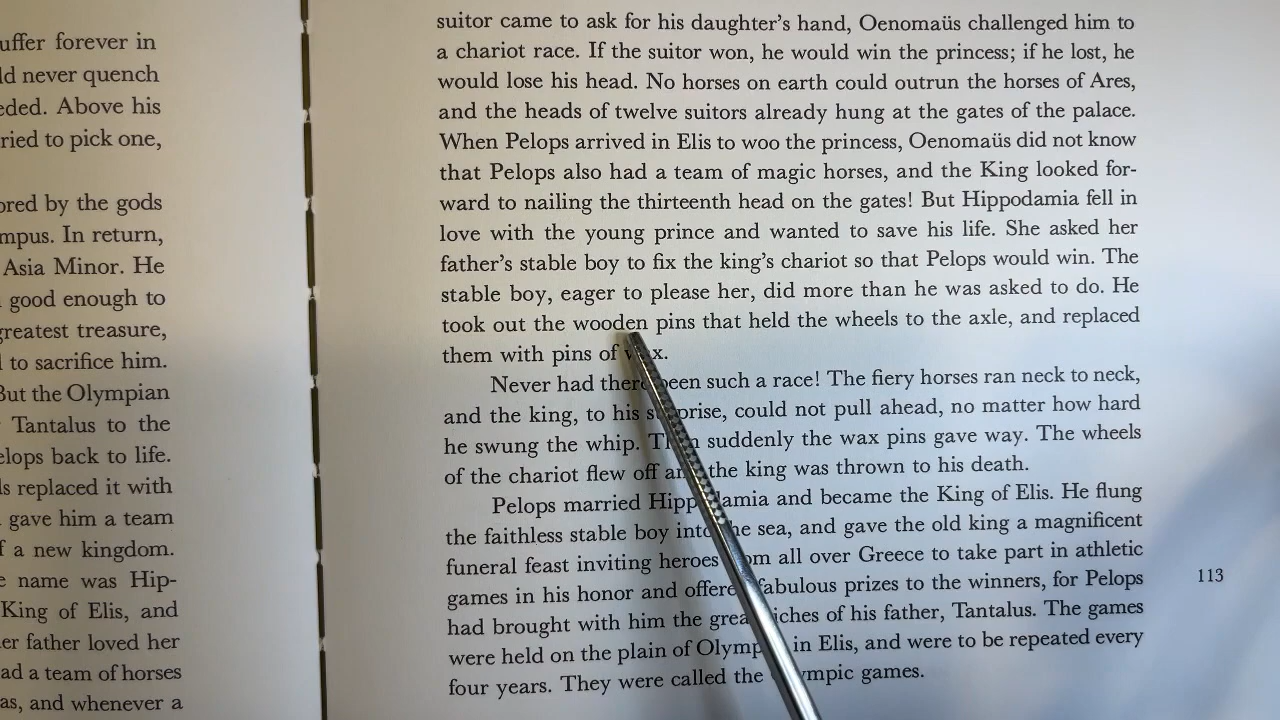 uffer forever in
ld never quench
eded. Above his
ried to pick one,
ored by the gods
mpus. In return,
Asia Minor. He
good enough to
greatest treasure,
to sacrifice him.
But the Olympian
Tantalus to the
elops back to life.
ls replaced it with
gave him a team
f a new kingdom.
e name was Hip-
King of Elis, and
er father loved her
ad a team of horses
as, and whenever a
suitor came to ask for his daughter's hand, Oenomaüs challenged him to
a chariot race. If the suitor won, he would win the princess; if he lost, he
would lose his head. No horses on earth could outrun the horses of Ares,
and the heads of twelve suitors already hung at the gates of the palace.
When Pelops arrived in Elis to woo the princess, Oenomaüs did not know
that Pelops also had a team of magic horses, and the King looked for-
ward to nailing the thirteenth head on the gates! But Hippodamia fell in
love with the young prince and wanted to save his life. She asked her
father's stable boy to fix the king's chariot so that Pelops would win. The
stable boy, eager to please her, did more than he was asked to do. He
took out the wooden pins that held the wheels to the axle, and replaced
them with pins of wax.
Never had there been such a race! The fiery horses ran neck to neck,
and the king, to his surprise, could not pull ahead, no matter how hard
he swung the whip. Then suddenly the wax pins gave way. The wheels
of the chariot flew off and the king was thrown to his death.
Pelops married Hippodamia and became the King of Elis. He flung
the faithless stable boy into the sea, and gave the old king a magnificent
funeral feast inviting heroes from all over Greece to take part in athletic
games in his honor and offered fabulous prizes to the winners, for Pelops
had brought with him the great riches of his father, Tantalus. The games
were held on the plain of Olympia in Elis, and were to be repeated every
four years. They were called the Olympic games.
113